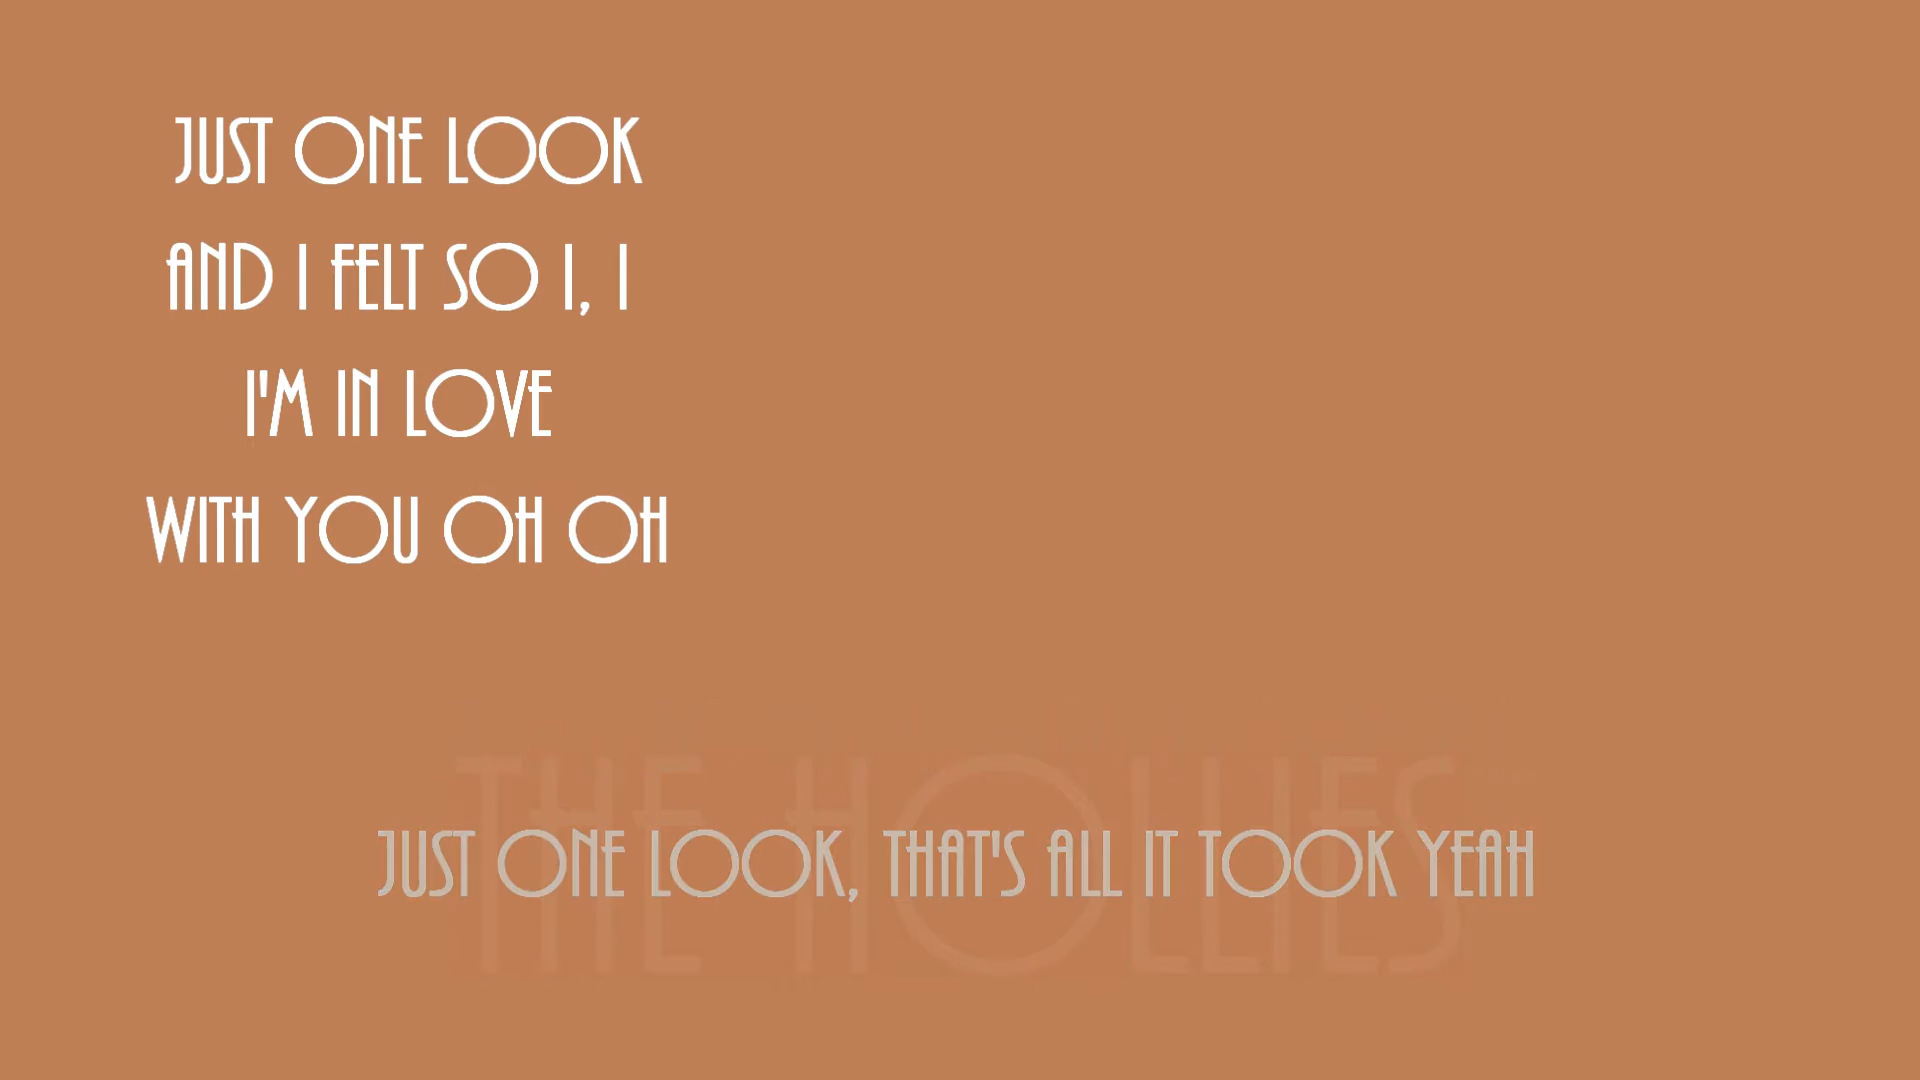 JUST ONE LOOK
AND I FELT SO I, I
I'M IN LOVE
WITH YOU OH OH
THE HOLLIES
JUST ONE LOOK, THAT'S ALL IT TOOK YEAH